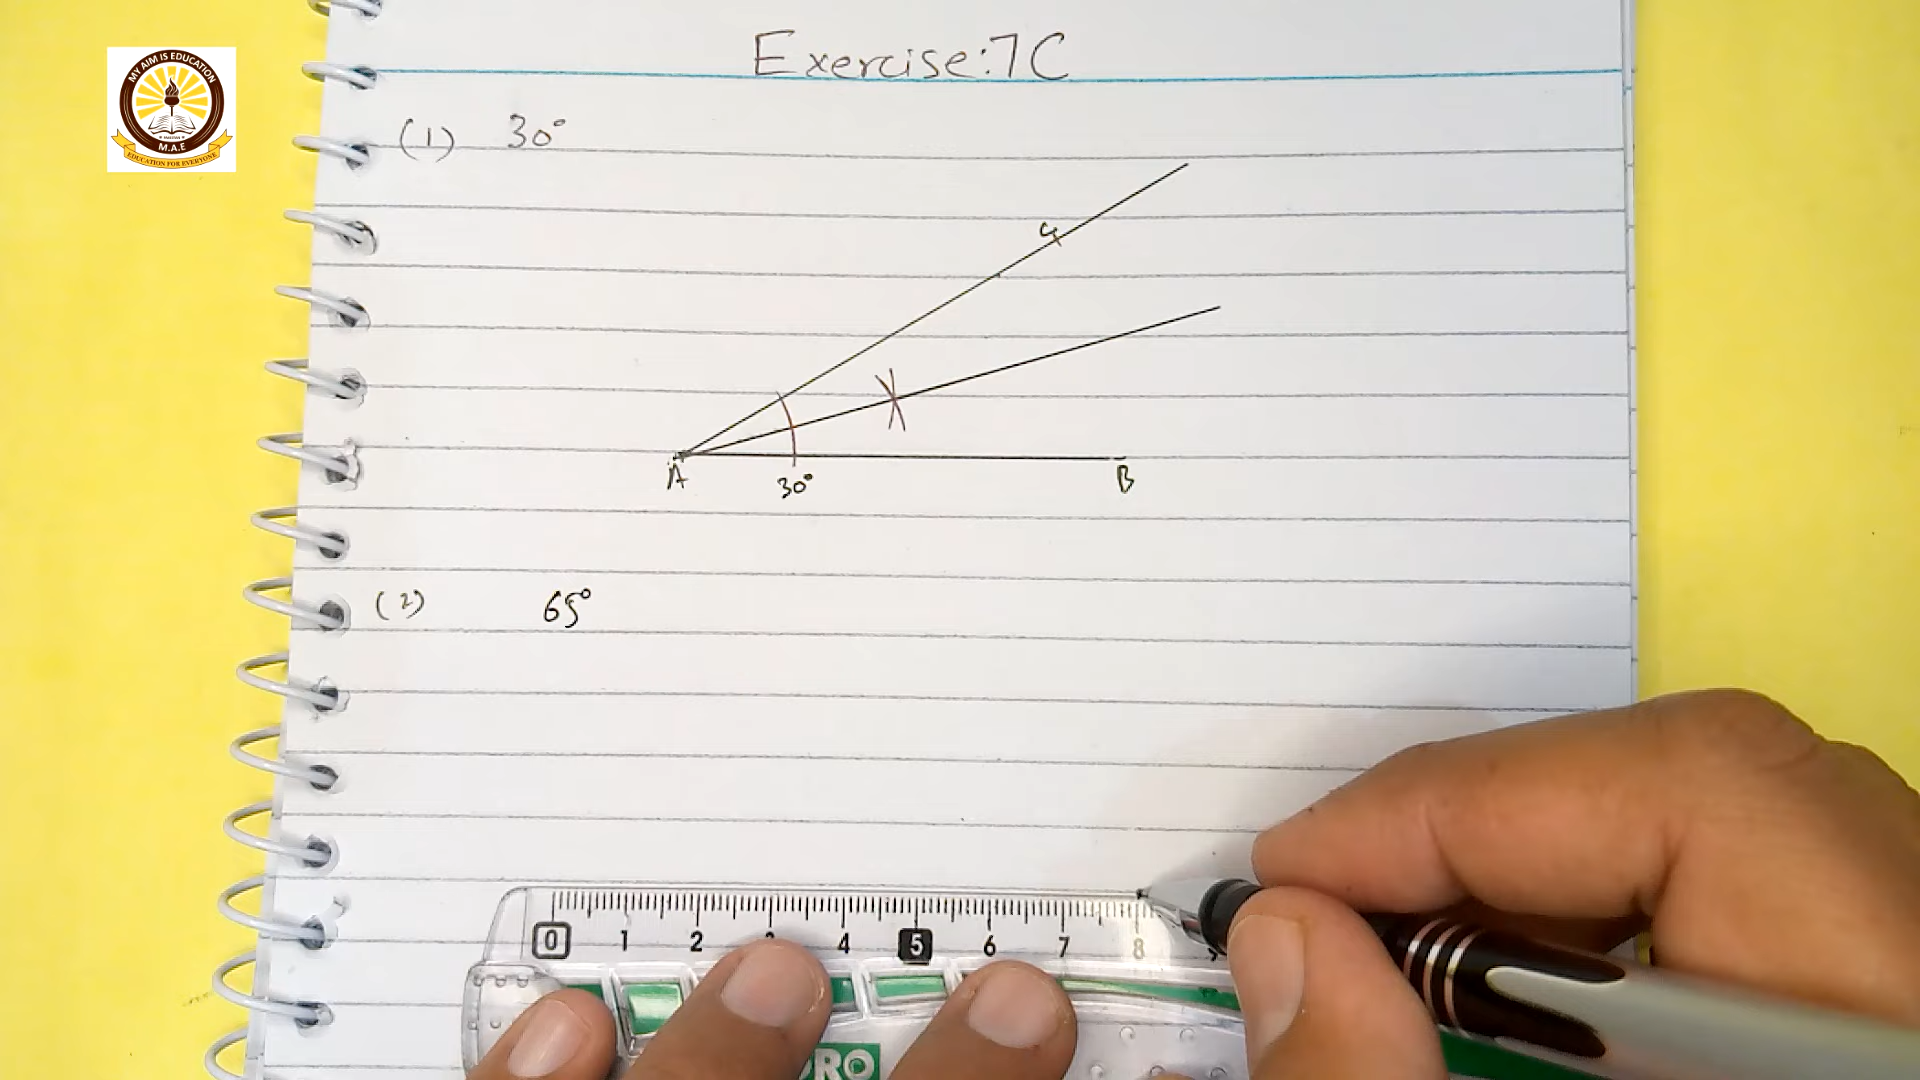 MY AIM IS EDUCATION
M.A.E
EDUCATION FOR EVERYONE
Exercise:7C
(1) 30°
A 30° B
(2) 65°
0 1 2 3 4 5 6 7 8